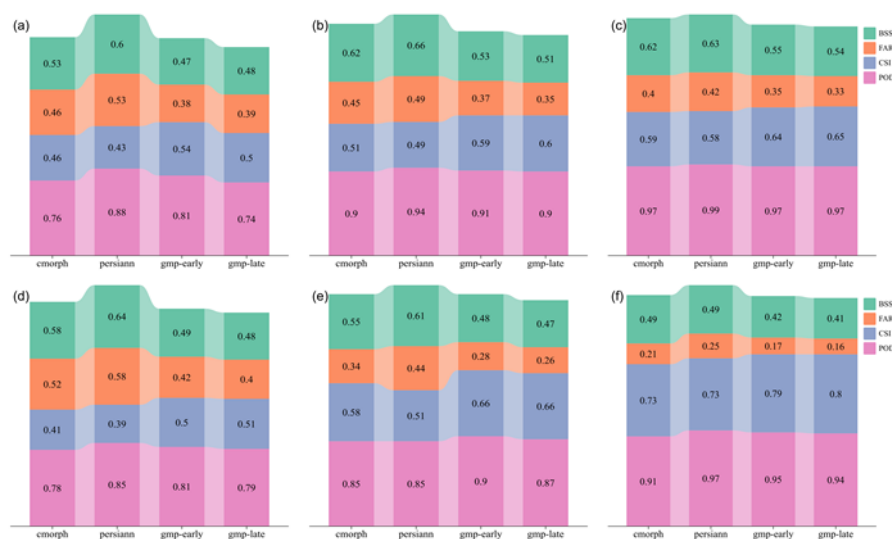 (a) (b) (c)
0.53 0.6 0.47 0.48 0.62 0.66 0.53 0.51 0.62 0.63 0.55 0.54 BSS
0.46 0.53 0.38 0.39 0.45 0.49 0.37 0.35 0.4 0.42 0.35 0.33 FAR
0.46 0.43 0.54 0.5 0.51 0.49 0.59 0.6 0.59 0.58 0.64 0.65 CSI
0.76 0.88 0.81 0.74 0.9 0.94 0.91 0.9 0.97 0.99 0.97 0.97 POD
cmorph persiann gmp-early gmp-late cmorph persiann gmp-early gmp-late cmorph persiann gmp-early gmp-late
(d) (e) (f)
0.58 0.64 0.49 0.48 0.55 0.61 0.48 0.47 0.49 0.49 0.42 0.41 BSS
0.52 0.58 0.42 0.4 0.34 0.44 0.28 0.26 0.21 0.25 0.17 0.16 FAR
0.41 0.39 0.5 0.51 0.58 0.51 0.66 0.66 0.73 0.73 0.79 0.8 CSI
0.78 0.85 0.81 0.79 0.85 0.85 0.9 0.87 0.91 0.97 0.95 0.94 POD
cmorph persiann gmp-early gmp-late cmorph persiann gmp-early gmp-late cmorph persiann gmp-early gmp-late